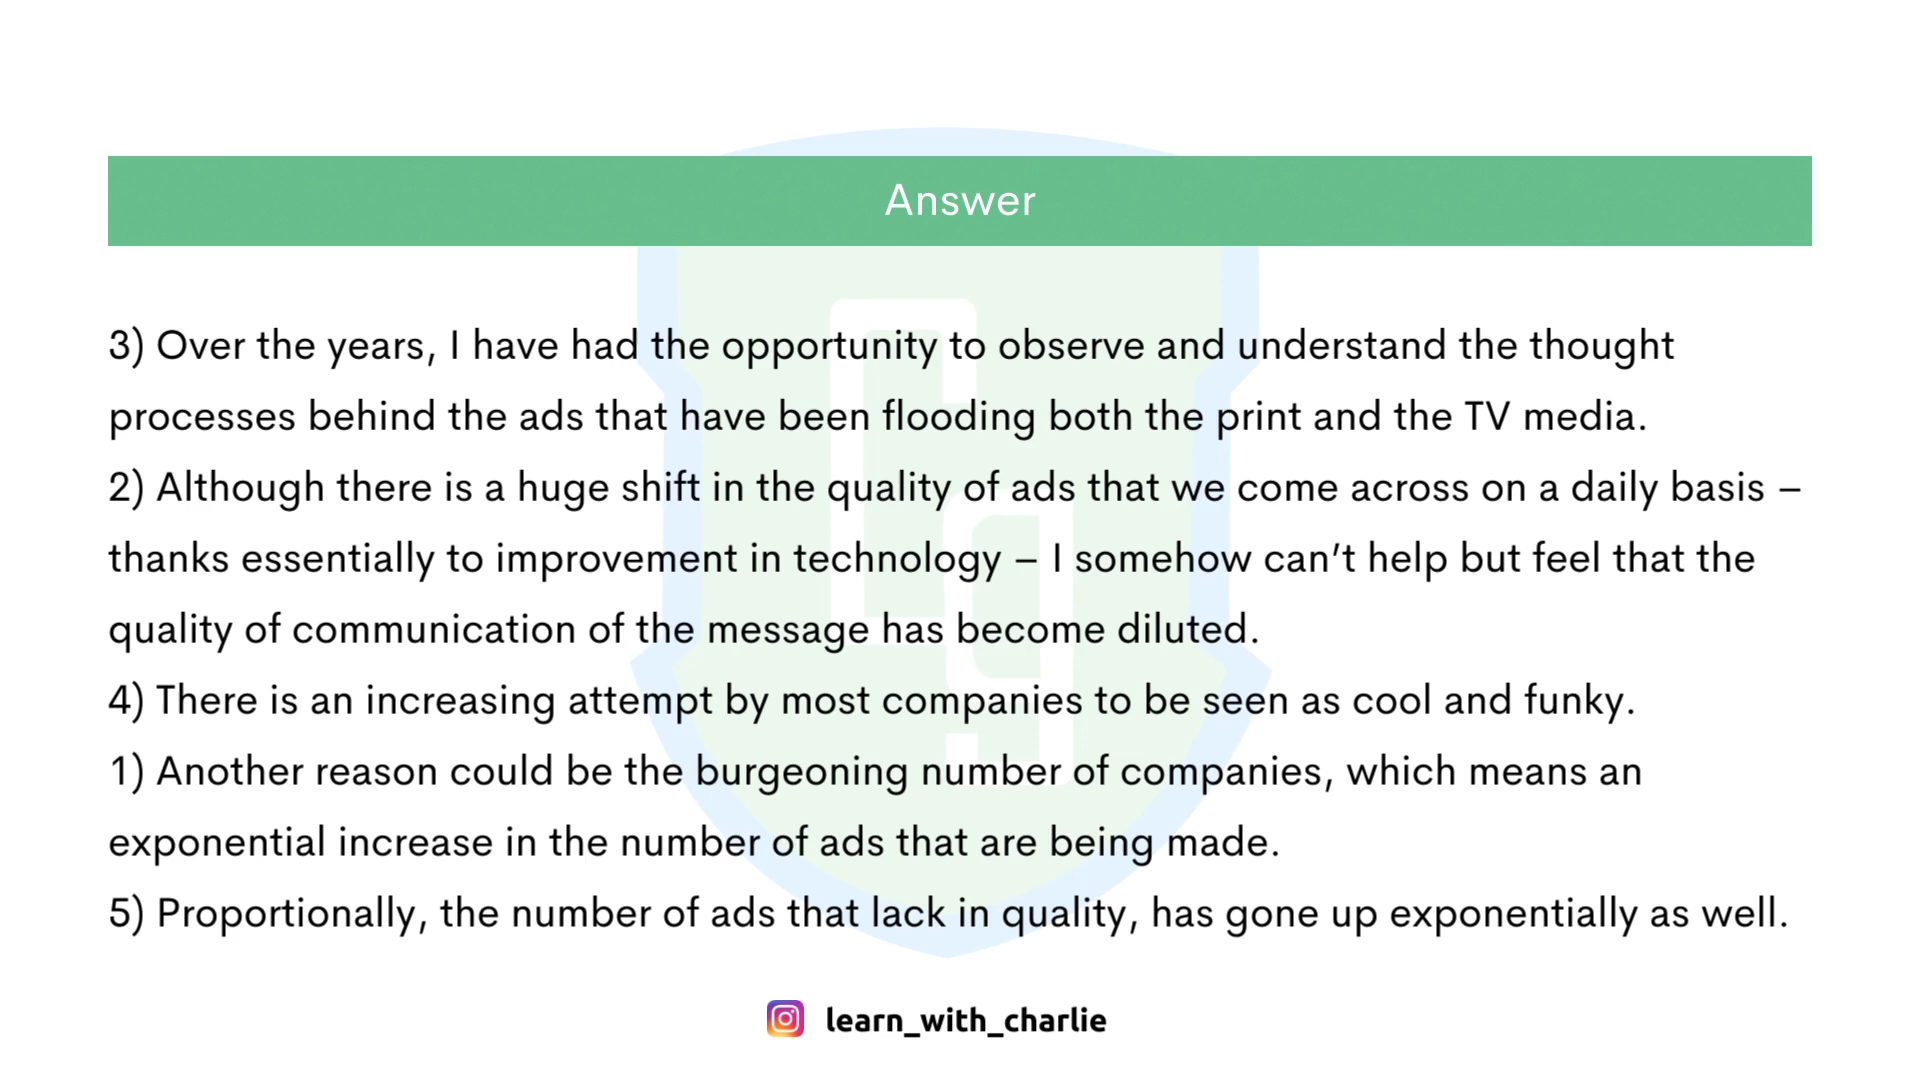 Answer
3) Over the years, I have had the opportunity to observe and understand the thought
processes behind the ads that have been flooding both the print and the TV media.
2) Although there is a huge shift in the quality of ads that we come across on a daily basis –
thanks essentially to improvement in technology – I somehow can’t help but feel that the
quality of communication of the message has become diluted.
4) There is an increasing attempt by most companies to be seen as cool and funky.
1) Another reason could be the burgeoning number of companies, which means an
exponential increase in the number of ads that are being made.
5) Proportionally, the number of ads that lack in quality, has gone up exponentially as well.
learn_with_charlie